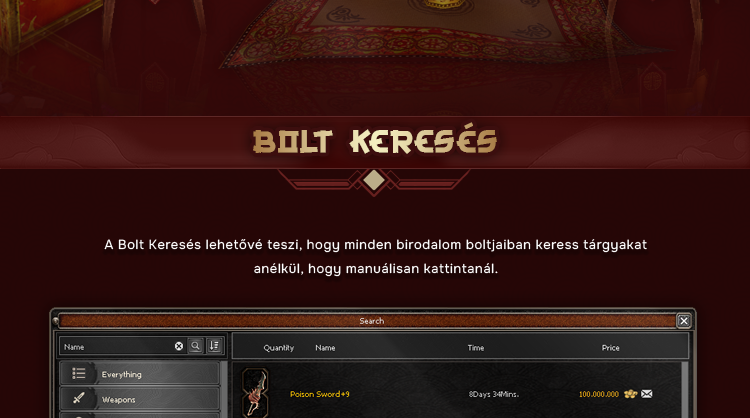 BOLT KERESÉS
A Bolt Keresés lehetővé teszi, hogy minden birodalom boltjaiban keress tárgyakat
anélkül, hogy manuálisan kattintanál.
Search
Name
Quantity Name Time Price
Everything
Poison Sword+9 8Days 34Mins. 100.000.000
Weapons